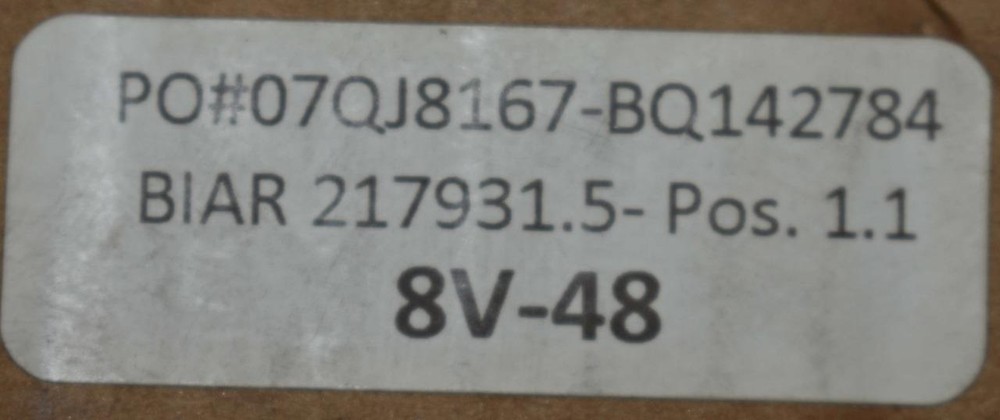 PO#07QJ8167-BQ142784
BIAR 217931.5- Pos. 1.1
8V-48